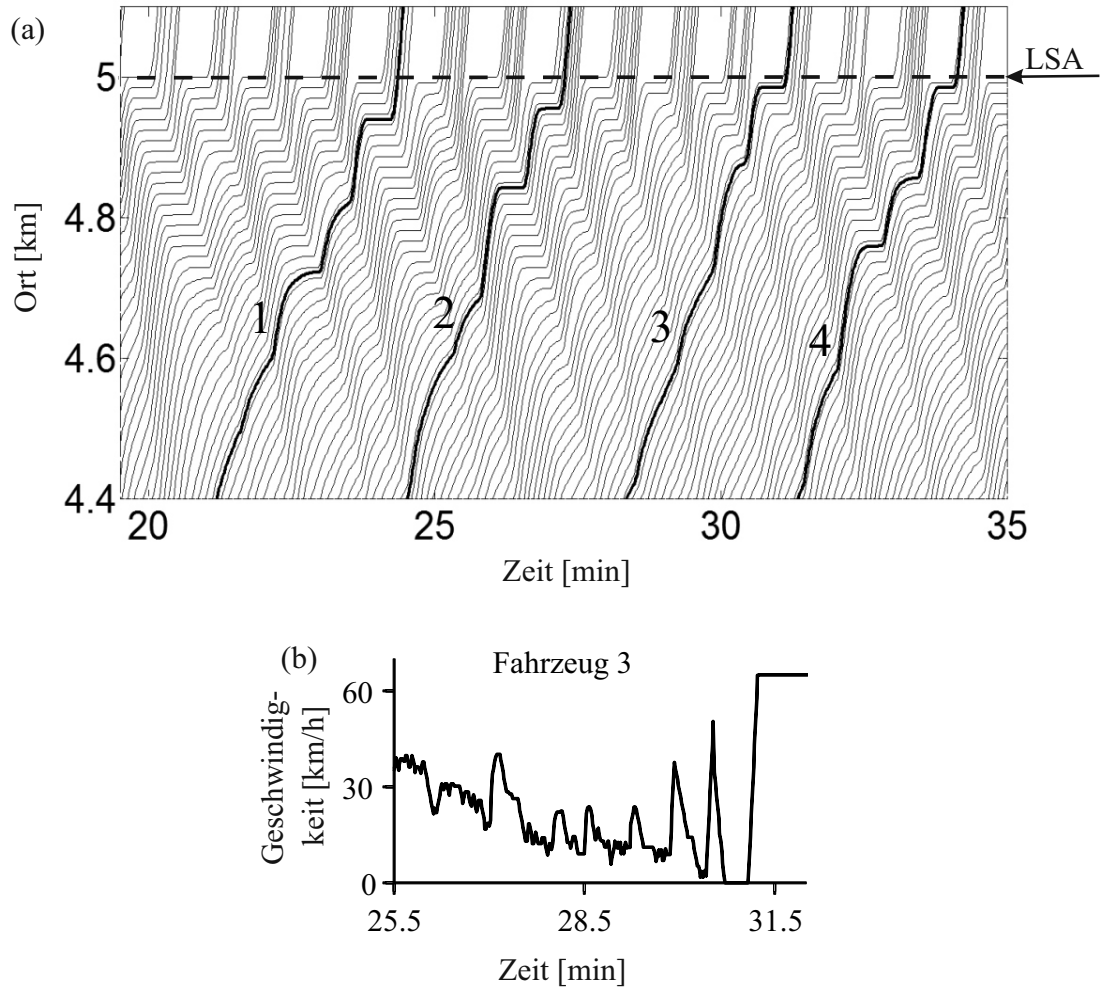 (a)
LSA
5
4.8
4.6
4.4
Ort [km]
1
2
3
4
20
25
30
35
Zeit [min]
(b)
Fahrzeug 3
Geschwindig-
keit [km/h]
60
30
0
25.5
28.5
31.5
Zeit [min]